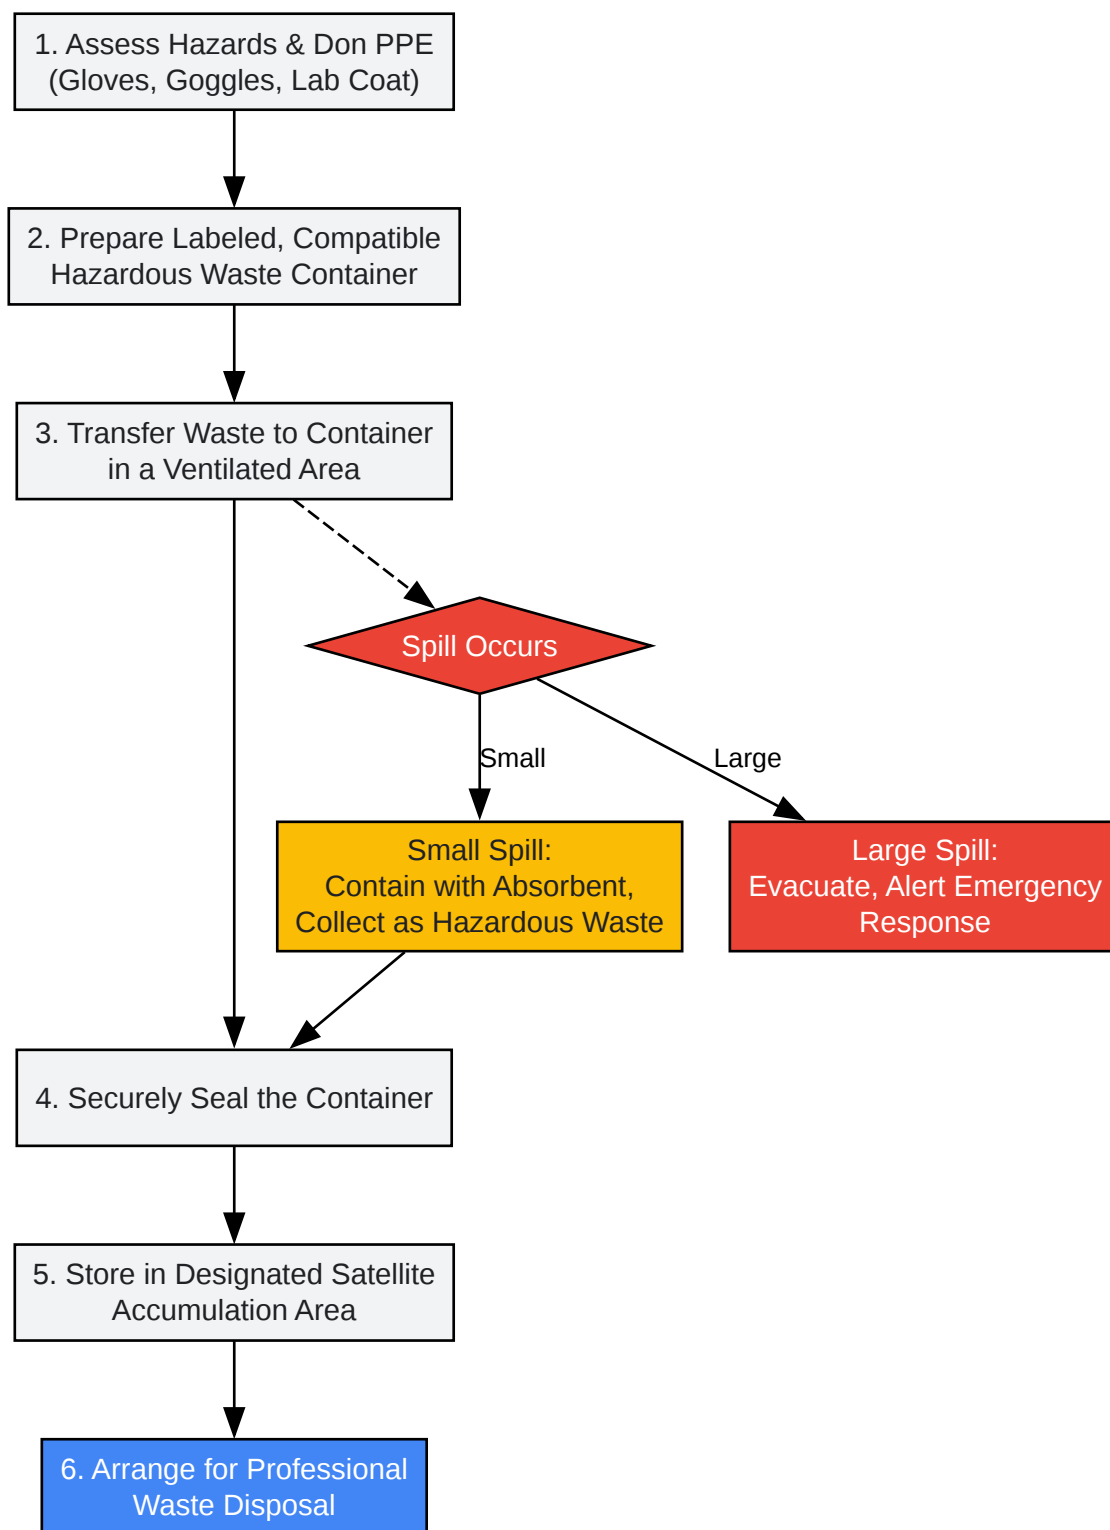 1. Assess Hazards & Don PPE
(Gloves, Goggles, Lab Coat)
2. Prepare Labeled, Compatible
Hazardous Waste Container
3. Transfer Waste to Container
in a Ventilated Area
Spill Occurs
Small
Large
Small Spill:
Contain with Absorbent,
Collect as Hazardous Waste
Large Spill:
Evacuate, Alert Emergency
Response
4. Securely Seal the Container
5. Store in Designated Satellite
Accumulation Area
6. Arrange for Professional
Waste Disposal